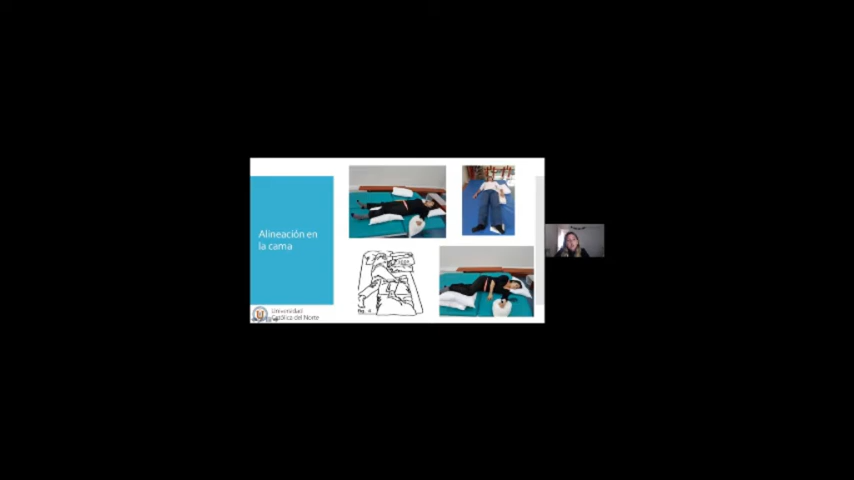 Alineación en
la cama
Universidad
Católica del Norte